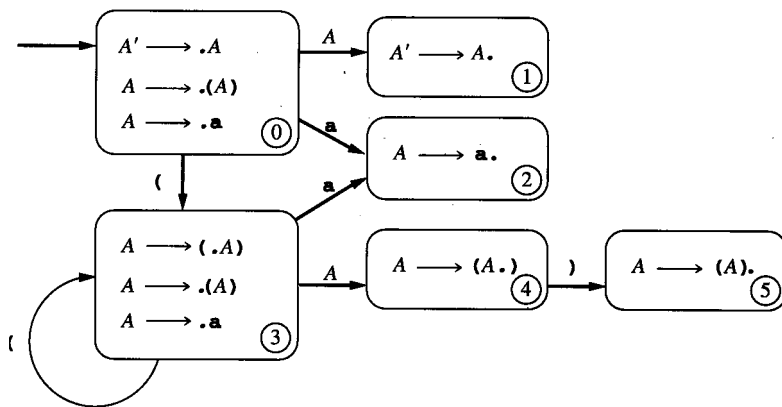 A' ⟶ .A
A ⟶ .(A)
A ⟶ .a
0
A
A' ⟶ A.
1
a
A ⟶ a.
2
(
a
A ⟶ (.A)
A ⟶ .(A)
A ⟶ .a
3
A
A ⟶ (A.)
4
)
A ⟶ (A).
5
(